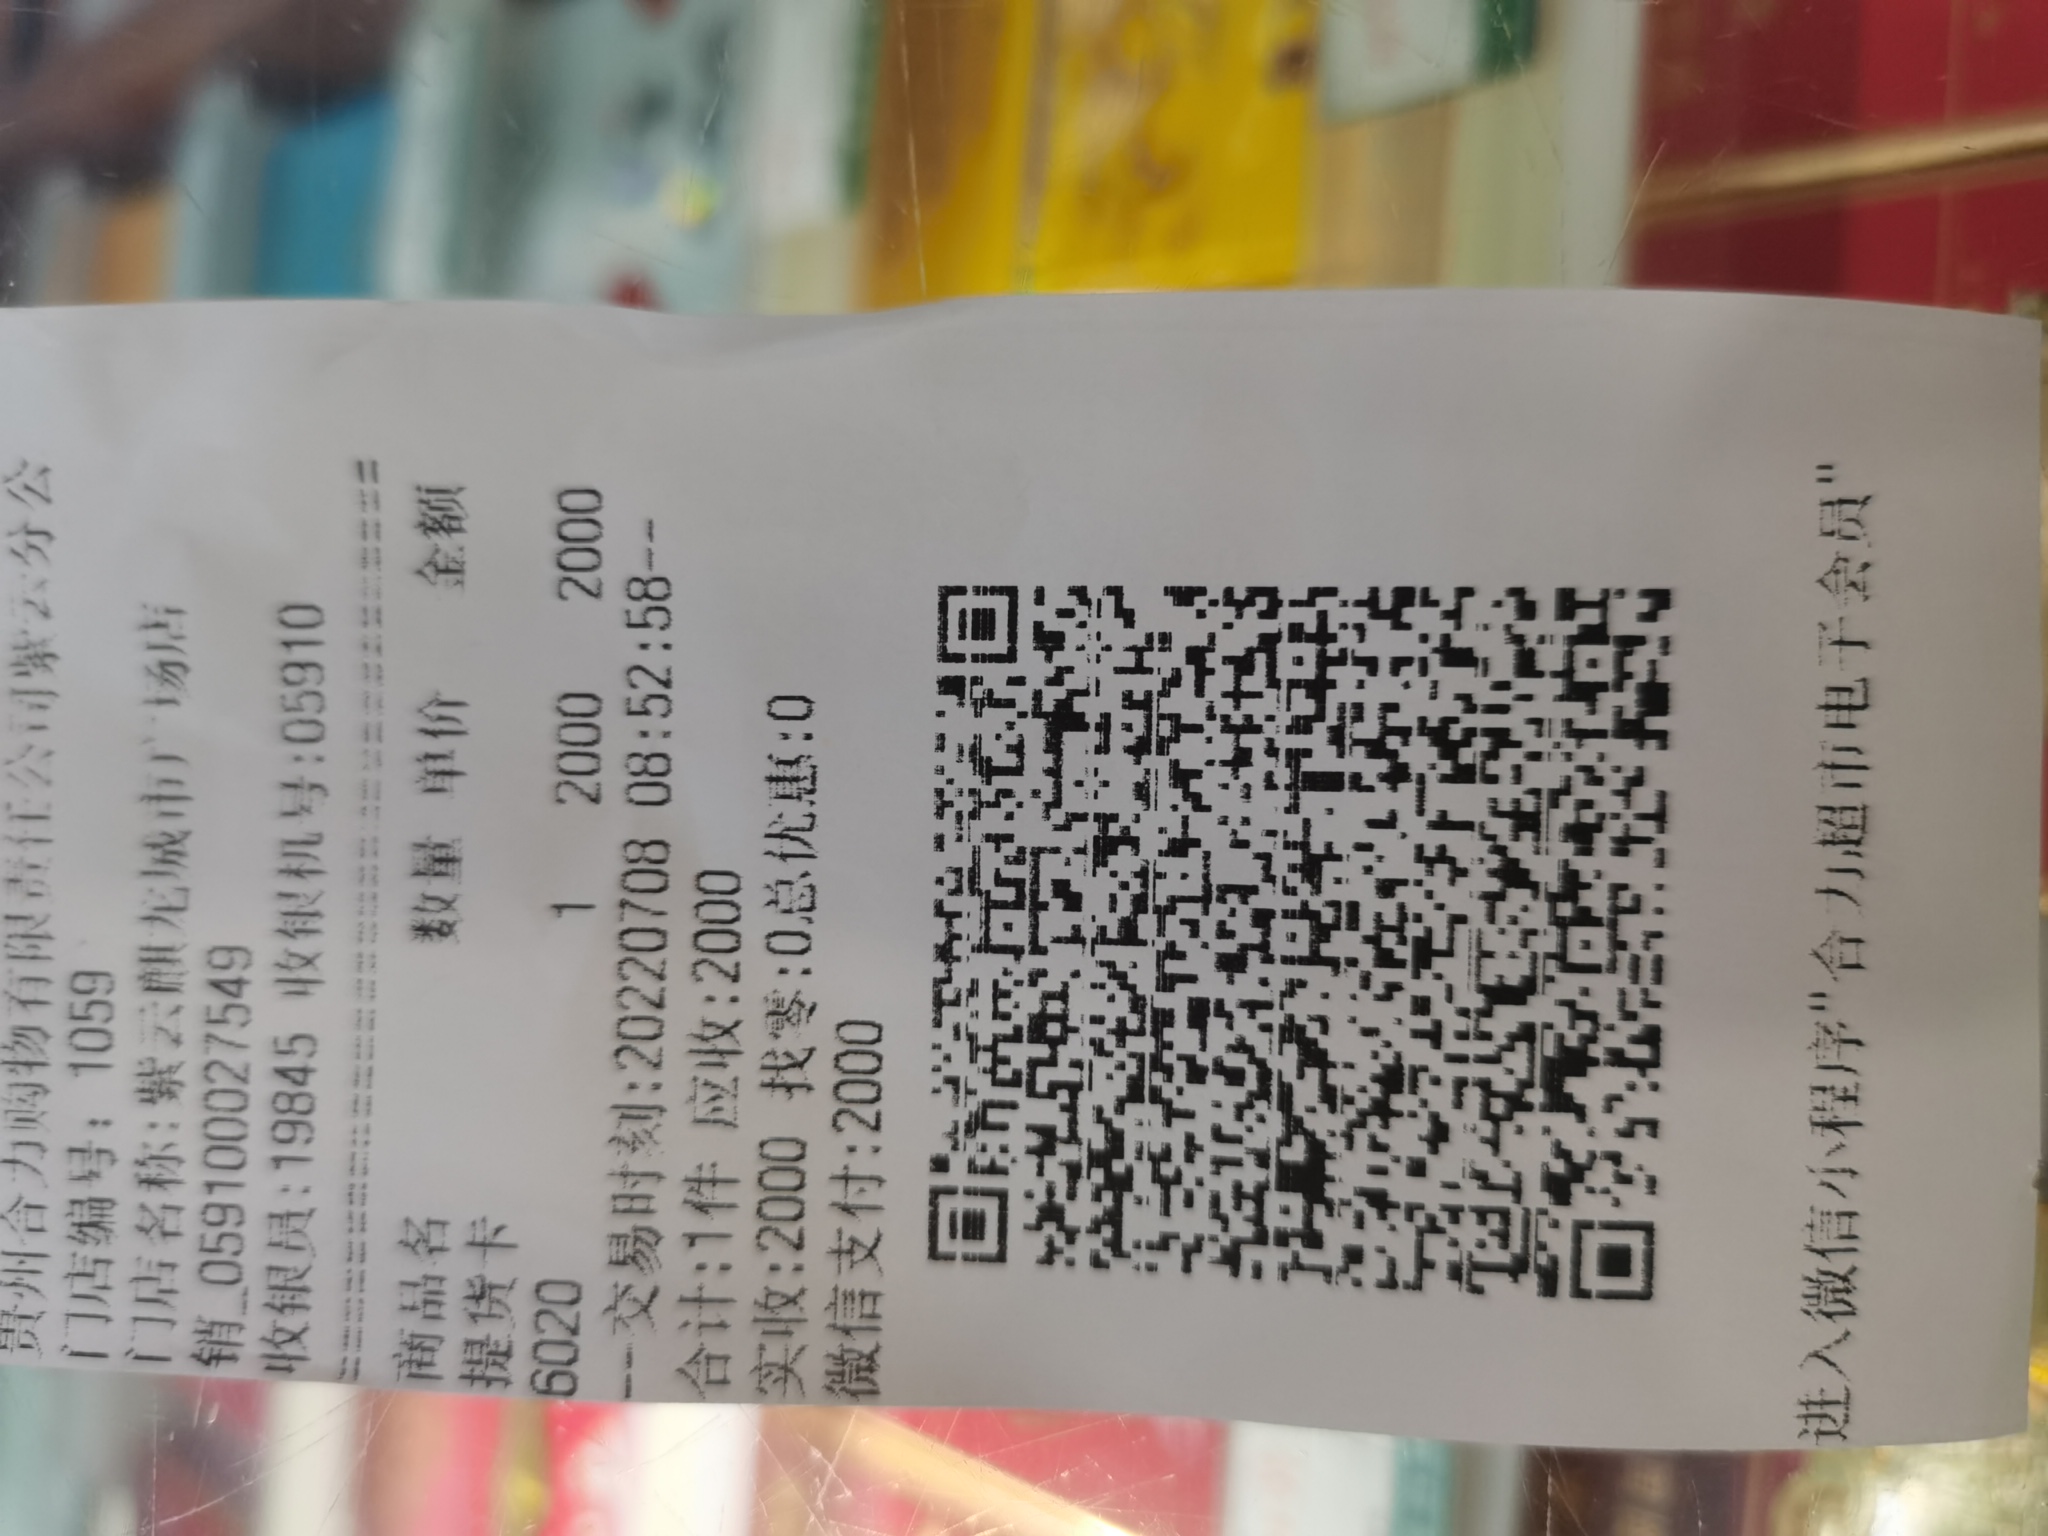 贵州合力购物有限责任公司紫云分公
门店编号: 1059
门店名称:紫云麒龙城市广场店
销_0591000277549
收银员:19845 收银机号:05910
商品名 数量 单价 金额
提货卡
6020 1 2000 2000
---交易时刻:20220708 08:52:58---
合计:1件 应收:2000
实收:2000 找零:0总优惠:0
微信支付:2000
进入微信小程序"合力超市电子会员"